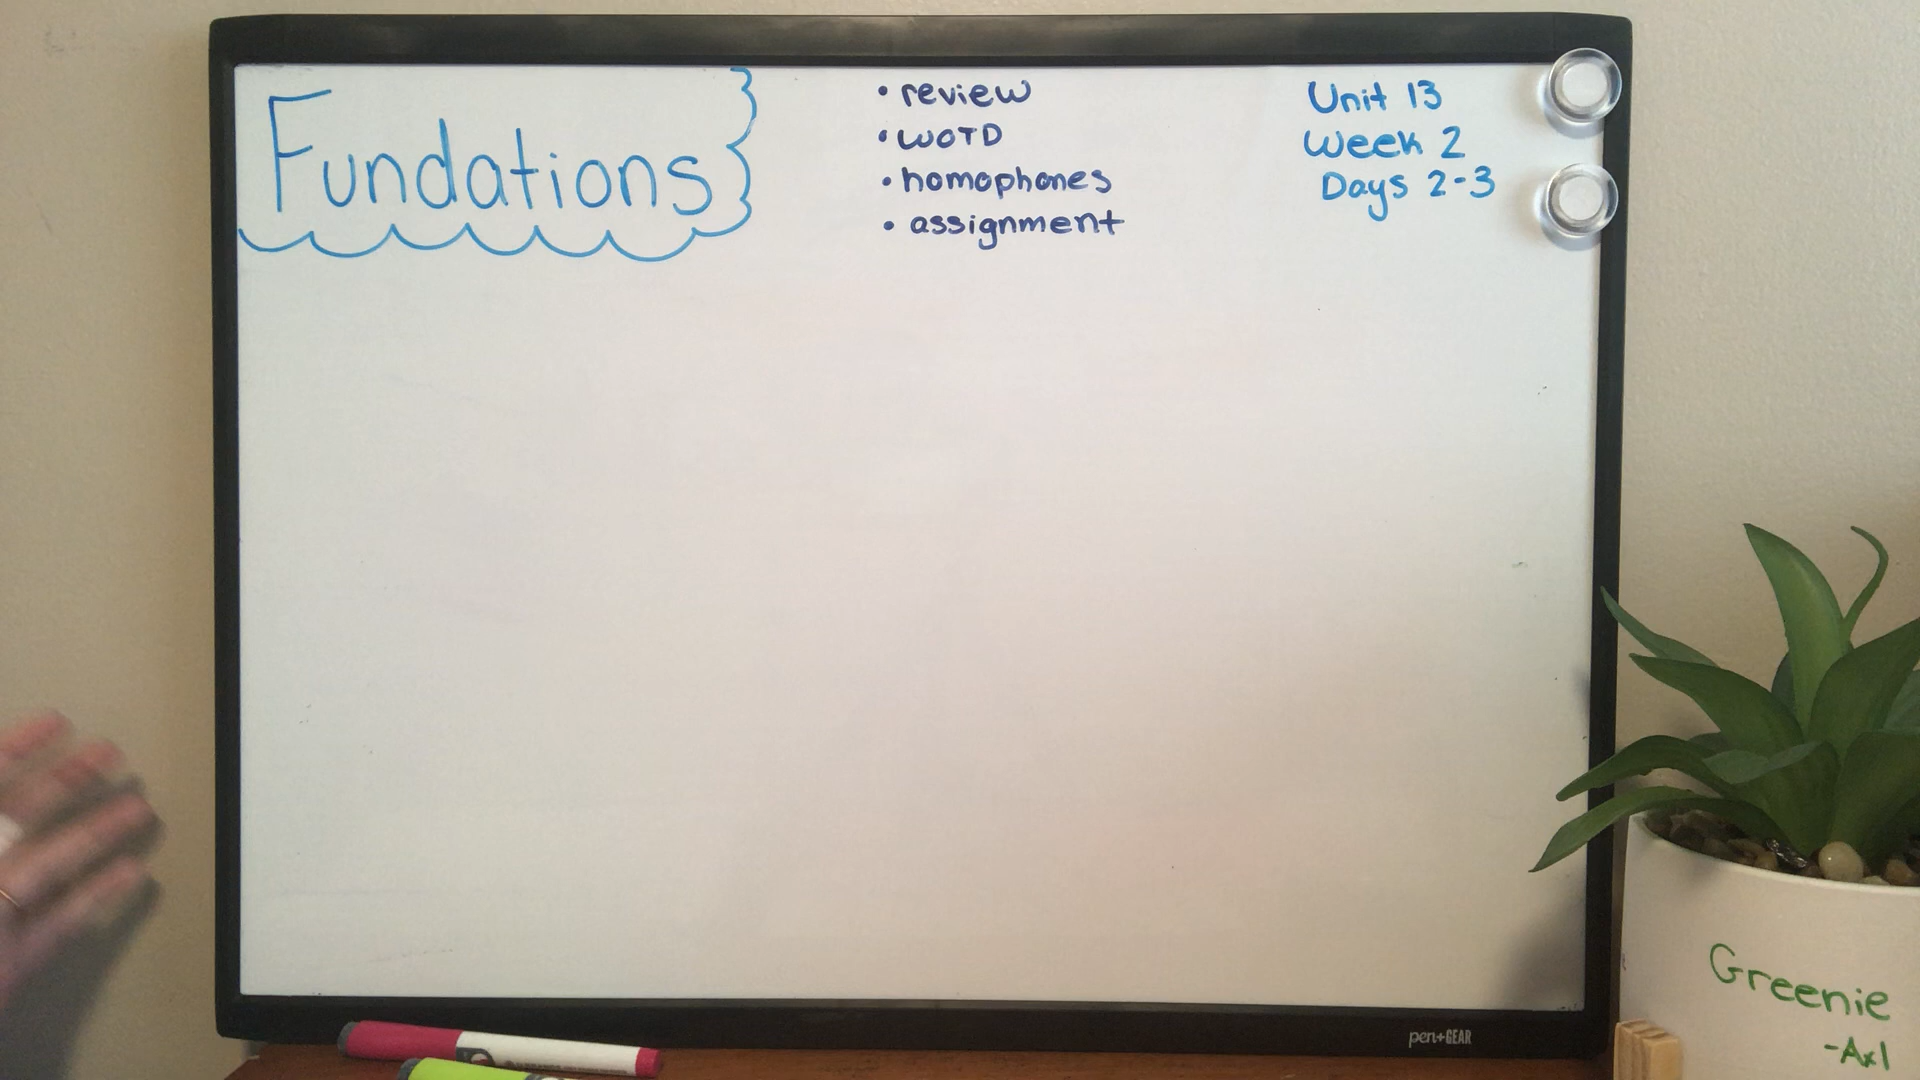 Fundations
• review
• WOTD
• homophones
• assignment
Unit 13
Week 2
Days 2-3
pen+GEAR
Greenie
-Axl